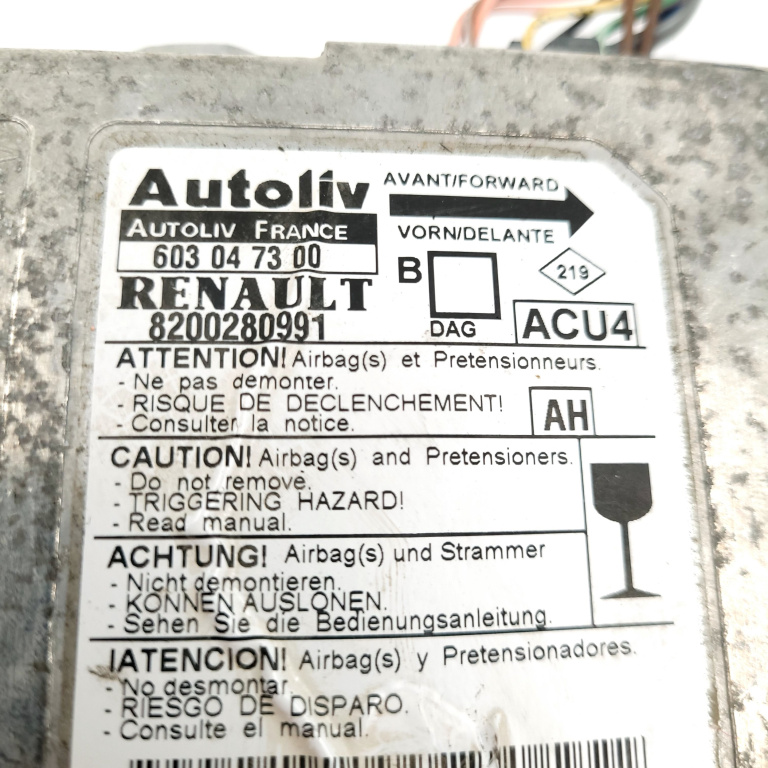 Autoliv
AUTOLIV FRANCE
603 04 73 00
RENAULT
8200280991
AVANT/FORWARD
VORN/DELANTE
B
219
DAG
ACU4
ATTENTION! Airbag(s) et Pretensionneurs.
- Ne pas demonter.
- RISQUE DE DECLENCHEMENT!
- Consulter la notice.
AH
CAUTION! Airbag(s) and Pretensioners.
- Do not remove.
- TRIGGERING HAZARD!
- Read manual.
ACHTUNG! Airbag(s) und Strammer
- Nicht demontieren.
- KONNEN AUSLONEN.
- Sehen Sie die Bedienungsanleitung.
IATENCION! Airbag(s) y Pretensionadores.
- No desmontar.
- RIESGO DE DISPARO.
- Consulte el manual.